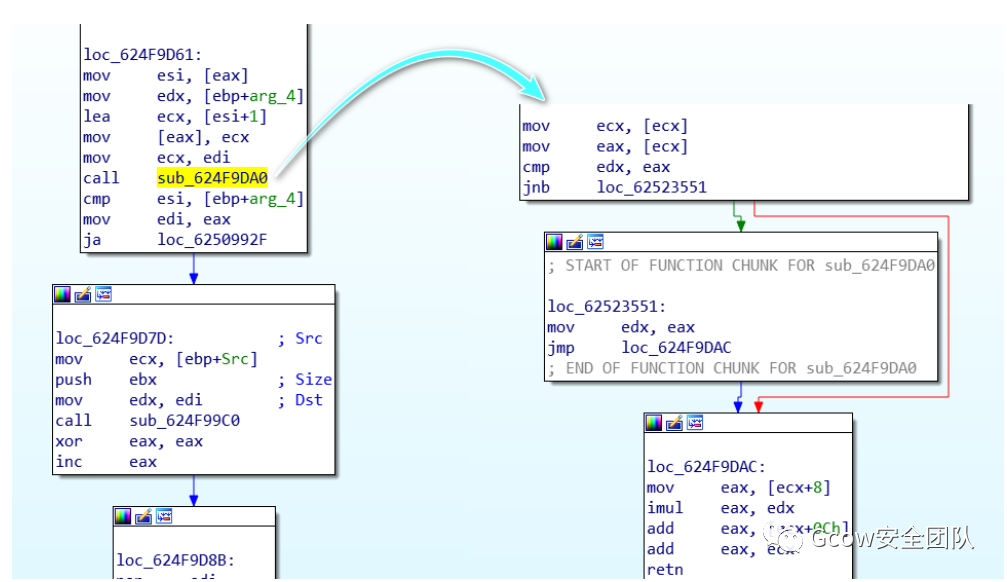 loc_624F9D61:
mov esi, [eax]
mov edx, [ebp+arg_4]
lea ecx, [esi+1]
mov [eax], ecx
mov ecx, edi
call sub_624F9DA0
cmp esi, [ebp+arg_4]
mov edi, eax
ja loc_6250992F
loc_624F9D7D: ; Src
mov ecx, [ebp+Src]
push ebx ; Size
mov edx, edi ; Dst
call sub_624F99C0
xor eax, eax
inc eax
loc_624F9D8B:
mov ecx, [ecx]
mov eax, [ecx]
cmp edx, eax
jnb loc_62523551
; START OF FUNCTION CHUNK FOR sub_624F9DA0
loc_62523551:
mov edx, eax
jmp loc_624F9DAC
; END OF FUNCTION CHUNK FOR sub_624F9DA0
loc_624F9DAC:
mov eax, [ecx+8]
imul eax, edx
add eax, [ecx+0Ch]
add eax, ecx
retn
Gcow安全团队